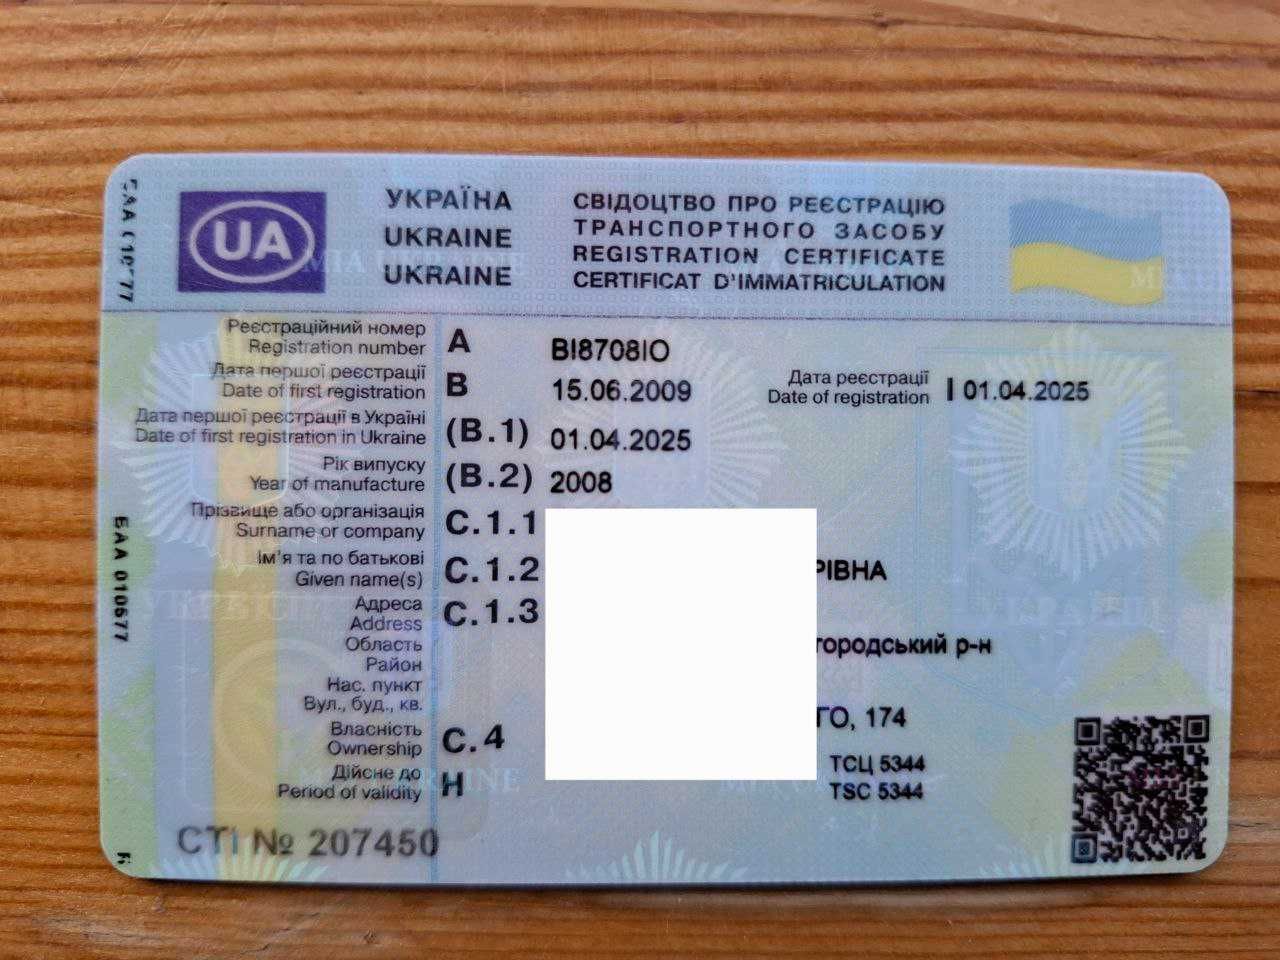 UA
УКРАЇНА
UKRAINE
UKRAINE
СВІДОЦТВО ПРО РЕЄСТРАЦІЮ
ТРАНСПОРТНОГО ЗАСОБУ
REGISTRATION CERTIFICATE
CERTIFICAT D'IMMATRICULATION
Реєстраційний номер
Registration number
A
BI8708IO
Дата першої реєстрації
Date of first registration
B
15.06.2009
Дата реєстрації
Date of registration
I 01.04.2025
Дата першої реєстрації в Україні
Date of first registration in Ukraine
(B.1)
01.04.2025
Рік випуску
Year of manufacture
(B.2)
2008
Прізвище або організація
Surname or company
C.1.1
Ім'я та по батькові
Given name(s)
C.1.2
РІВНА
Адреса
Address
C.1.3
Область
Район
городський р-н
Нас. пункт
Вул., буд., кв.
ГО, 174
Власність
Ownership
C.4
Дійсне до
Period of validity
H
ТСЦ 5344
TSC 5344
СТІ № 207450
БАА 010677